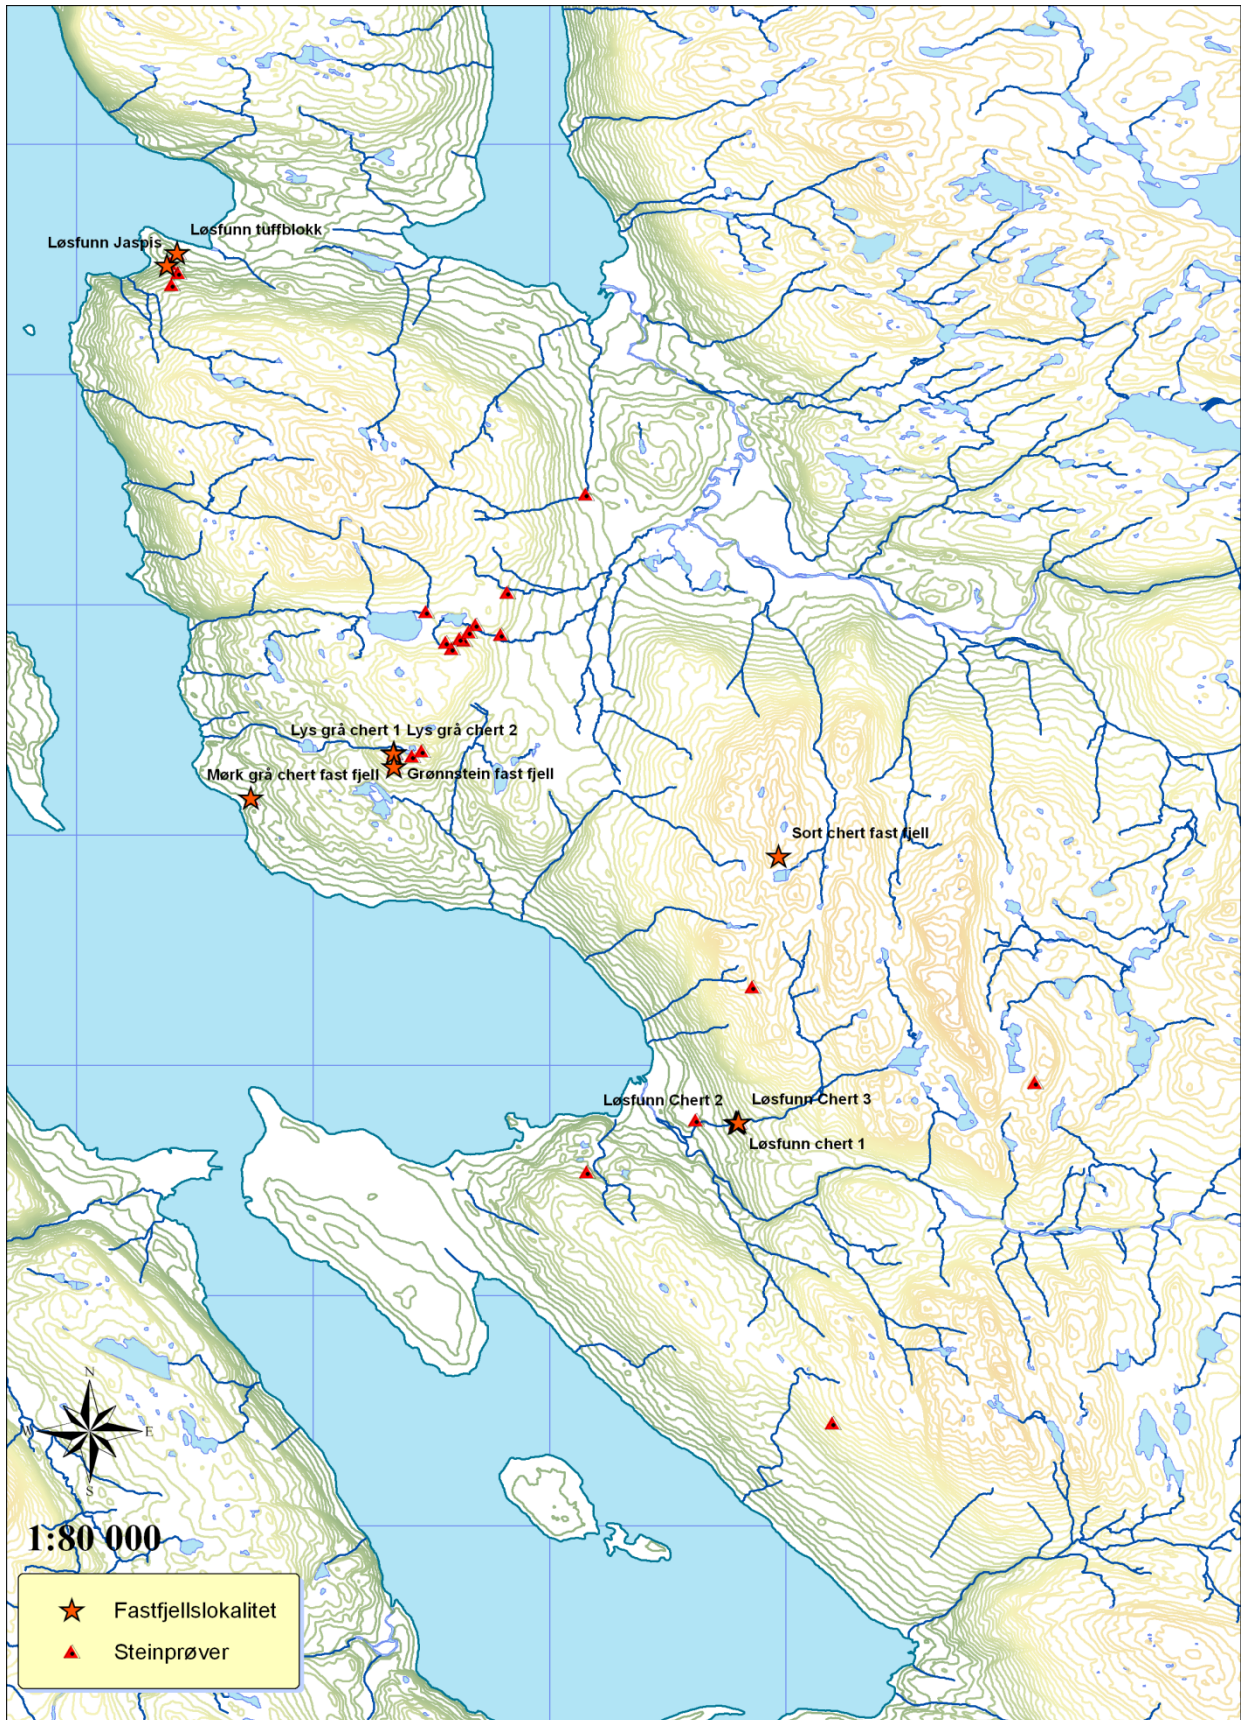 Løsfunn tuffblokk
Løsfunn Jaspis
Lys grå chert 1 Lys grå chert 2
Mørk grå chert fast fjell
Grønnstein fast fjell
Sort chert fast fjell
Løsfunn Chert 2
Løsfunn Chert 3
Løsfunn chert 1
N
W
E
S
1:80 000
Fastfjellslokalitet
Steinprøver